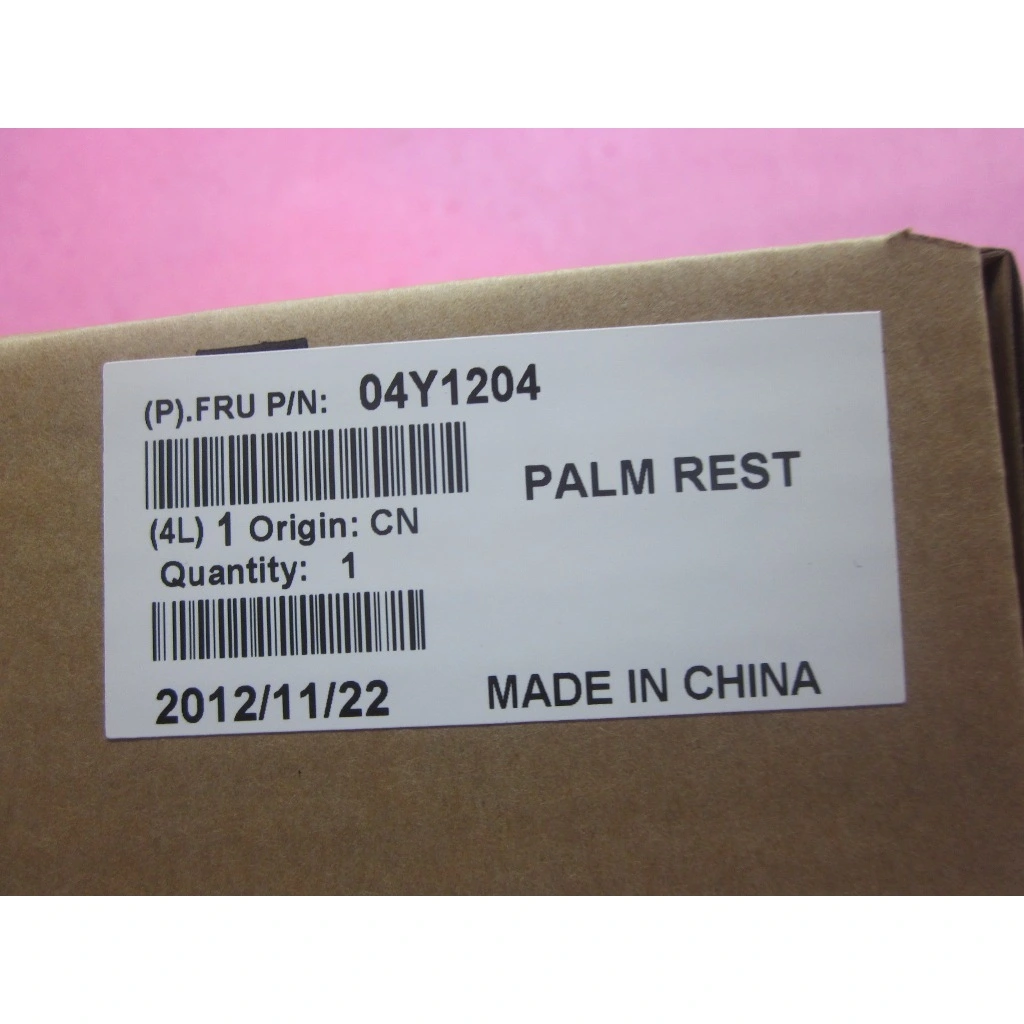 (P).FRU P/N: 04Y1204
PALM REST
(4L) 1 Origin: CN
Quantity: 1
2012/11/22
MADE IN CHINA